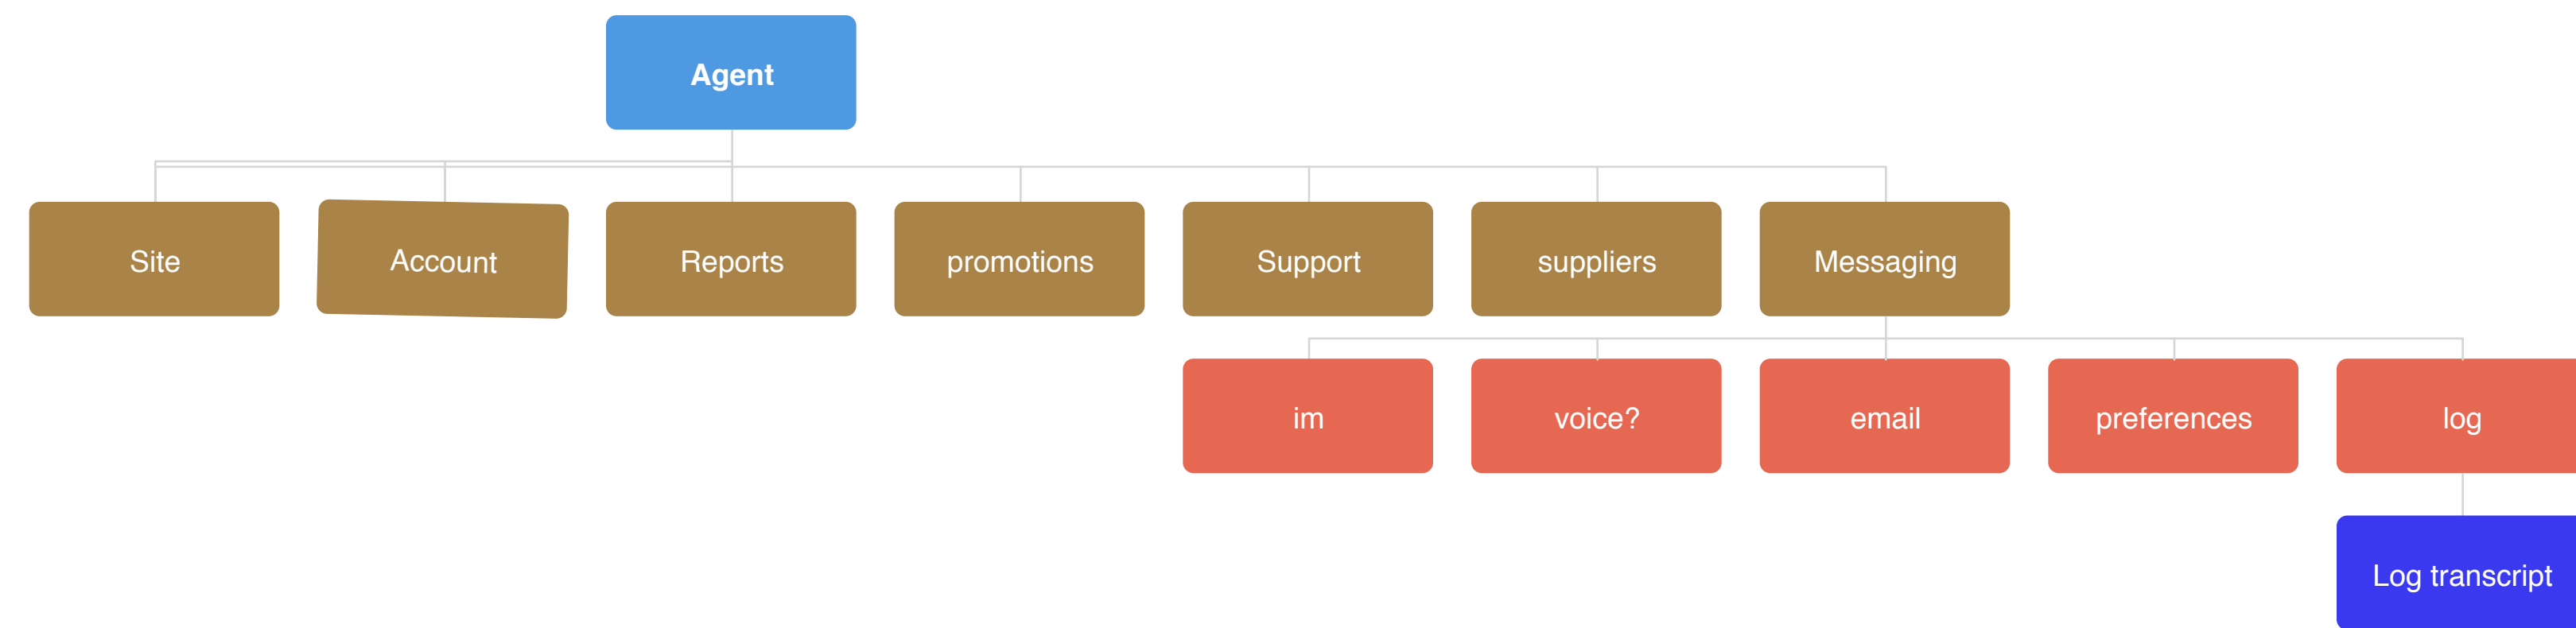 Agent
Site
Account
Reports
promotions
Support
suppliers
Messaging
im
voice?
email
preferences
log
Log transcript